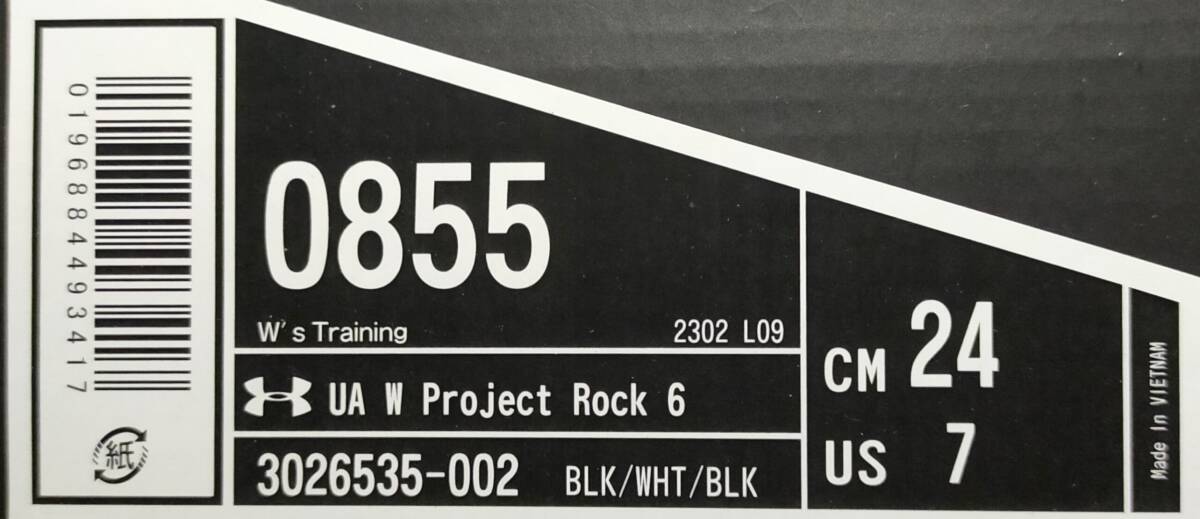 0196884493417
紙
0855
W's Training 2302 L09
UA W Project Rock 6
3026535-002 BLK/WHT/BLK
CM 24
US 7
Made In VIETNAM